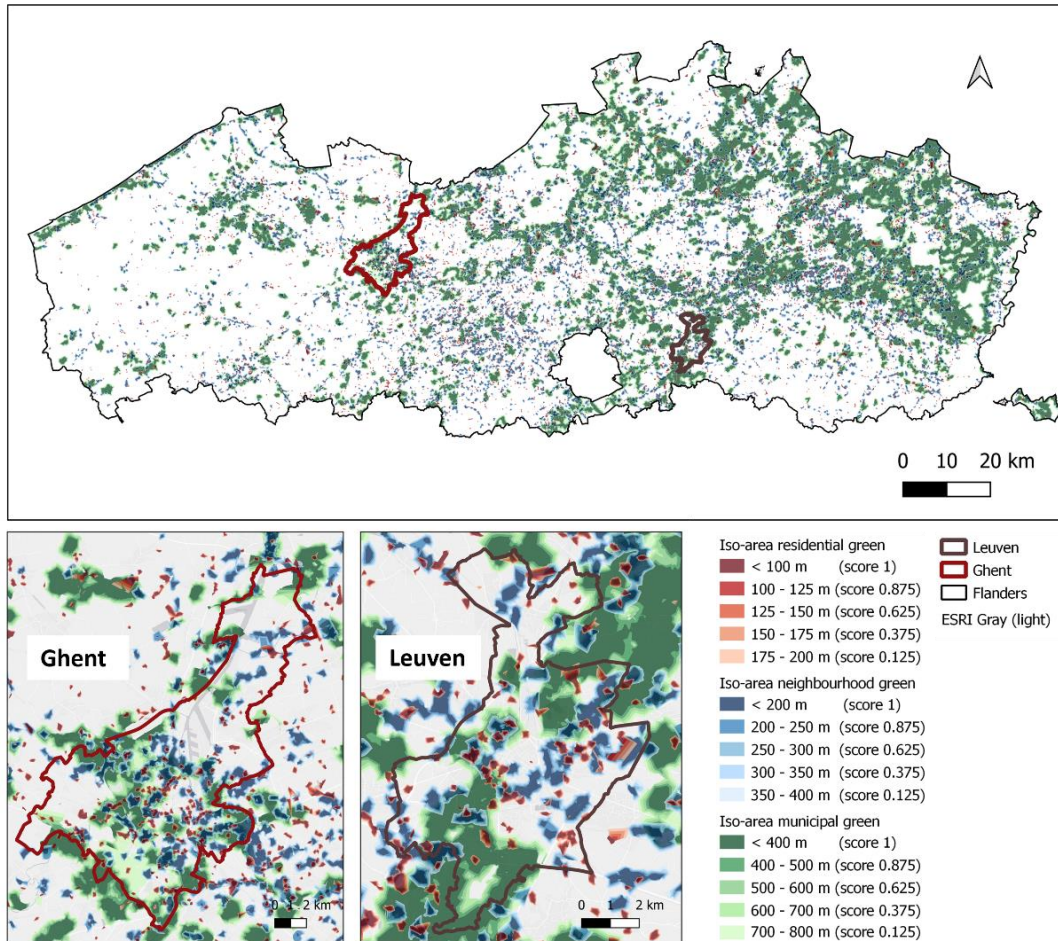 0 10 20 km
Ghent
0 1 2 km
Leuven
0 1 2 km
Iso-area residential green
< 100 m (score 1)
100 - 125 m (score 0.875)
125 - 150 m (score 0.625)
150 - 175 m (score 0.375)
175 - 200 m (score 0.125)
Iso-area neighbourhood green
< 200 m (score 1)
200 - 250 m (score 0.875)
250 - 300 m (score 0.625)
300 - 350 m (score 0.375)
350 - 400 m (score 0.125)
Iso-area municipal green
< 400 m (score 1)
400 - 500 m (score 0.875)
500 - 600 m (score 0.625)
600 - 700 m (score 0.375)
700 - 800 m (score 0.125)
Leuven
Ghent
Flanders
ESRI Gray (light)